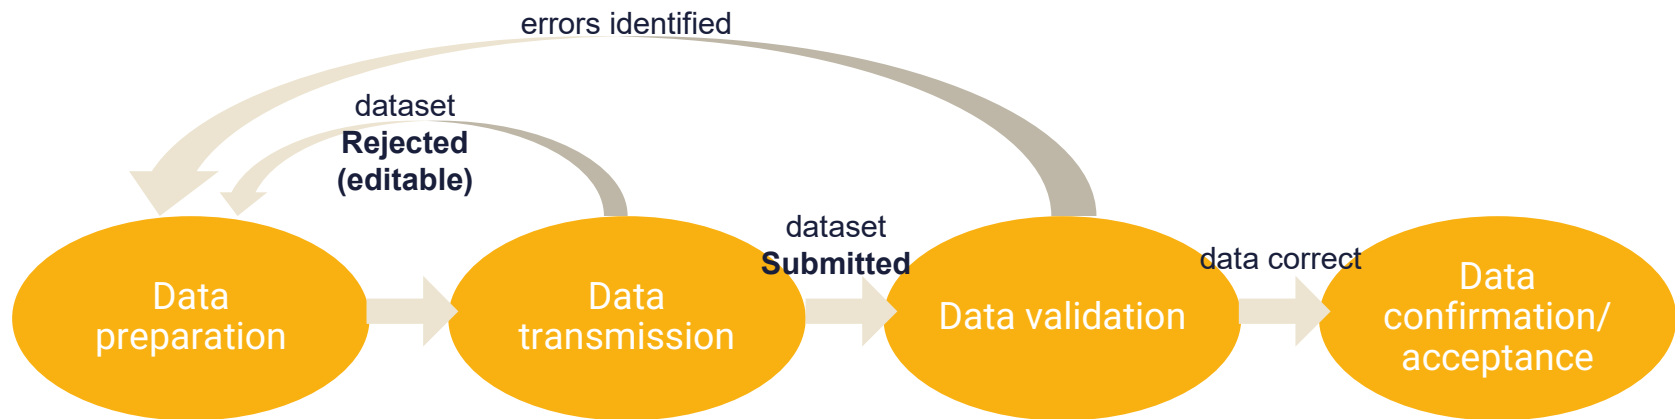 errors identified
dataset
Rejected
(editable)
dataset
Submitted
data correct
Data
preparation
Data
transmission
Data validation
Data
confirmation/
acceptance